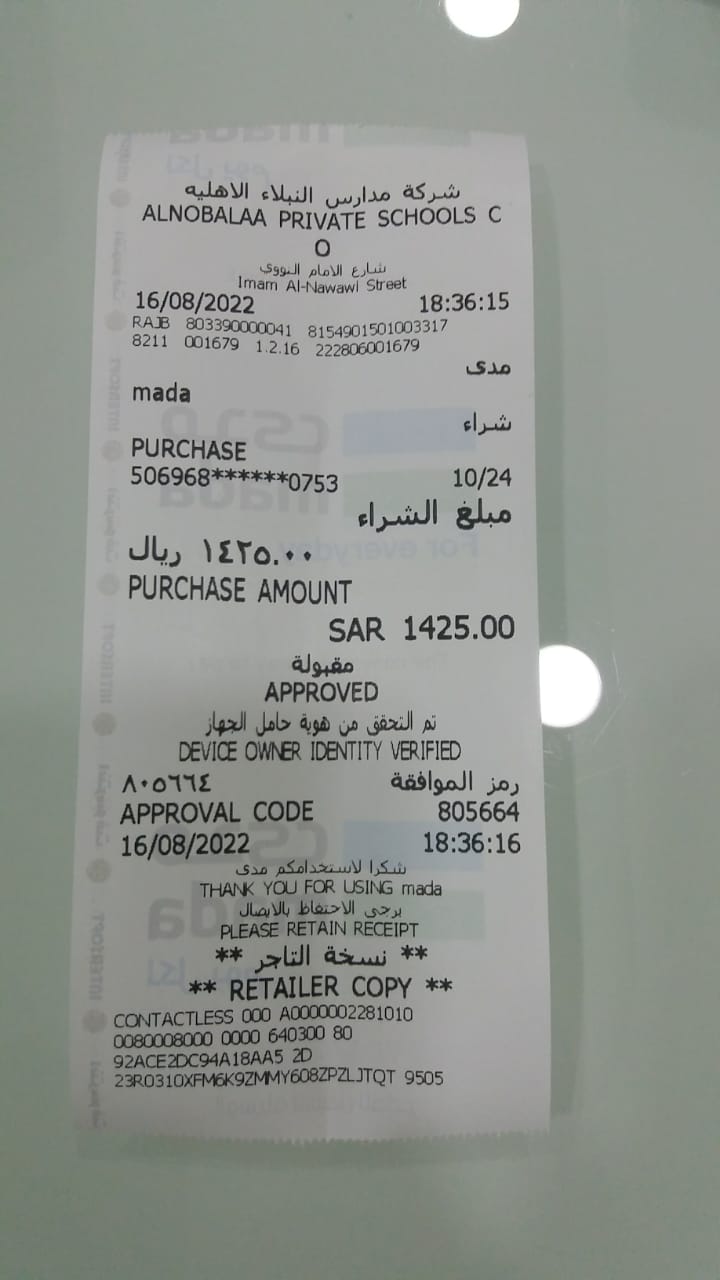 شركة مدارس النبلاء الاهليه
ALNOBALAA PRIVATE SCHOOLS C
O
شارع الامام النووي
Imam Al-Nawawi Street
16/08/2022 18:36:15
RAJB 803390000041 8154901501003317
8211 001679 1.2.16 222806001679
مدى
mada
شراء
PURCHASE
506968******0753 10/24
مبلغ الشراء
١٤٢٥.٠٠ ريال
PURCHASE AMOUNT
SAR 1425.00
مقبولة
APPROVED
تم التحقق من هوية حامل الجهاز
DEVICE OWNER IDENTITY VERIFIED
رمز الموافقة ٨٠٥٦٦٤
APPROVAL CODE 805664
16/08/2022 18:36:16
شكرا لاستخدامكم مدى
THANK YOU FOR USING mada
يرجى الاحتفاظ بالايصال
PLEASE RETAIN RECEIPT
** نسخة التاجر **
** RETAILER COPY **
CONTACTLESS 000 A0000002281010
0080008000 0000 640300 80
92ACE2DC94A18AA5 2D
23R0310XFM6K9ZMMY608ZPZLJTQT 9505